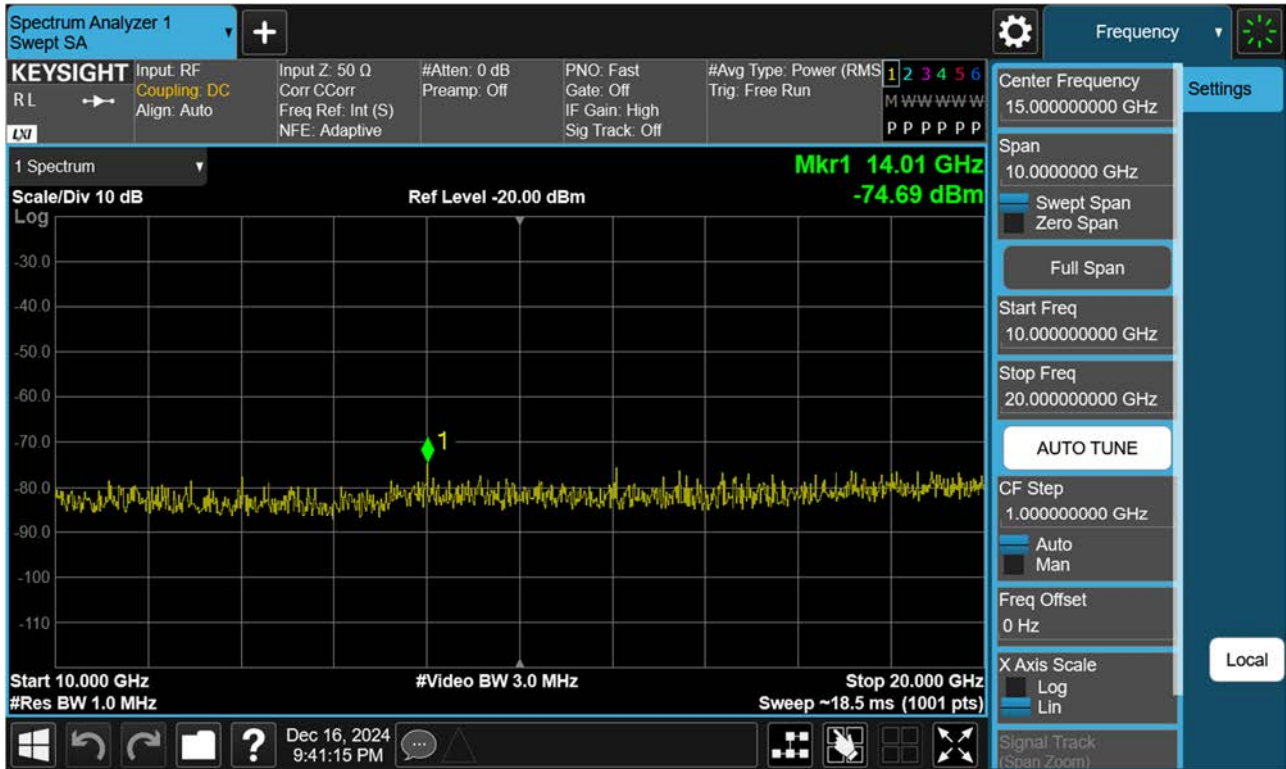 Spectrum Analyzer 1
Swept SA
Frequency
KEYSIGHT
RL
LXI
Input: RF
Coupling: DC
Align: Auto
Input Z: 50 Ω
Corr CCorr
Freq Ref: Int (S)
NFE: Adaptive
#Atten: 0 dB
Preamp: Off
PNO: Fast
Gate: Off
IF Gain: High
Sig Track: Off
#Avg Type: Power (RMS
Trig: Free Run
1 2 3 4 5 6
M W W W W W
P P P P P P
1 Spectrum
Mkr1 14.01 GHz
-74.69 dBm
Scale/Div 10 dB
Ref Level -20.00 dBm
Log
-30.0
-40.0
-50.0
-60.0
-70.0
-80.0
-90.0
-100
-110
1
Start 10.000 GHz
#Video BW 3.0 MHz
Stop 20.000 GHz
#Res BW 1.0 MHz
Sweep ~18.5 ms (1001 pts)
Center Frequency
15.000000000 GHz
Settings
Span
10.0000000 GHz
Swept Span
Zero Span
Full Span
Start Freq
10.000000000 GHz
Stop Freq
20.000000000 GHz
AUTO TUNE
CF Step
1.000000000 GHz
Auto
Man
Freq Offset
0 Hz
X Axis Scale
Log
Lin
Local
Signal Track
(Span Zoom)
?
Dec 16, 2024
9:41:15 PM